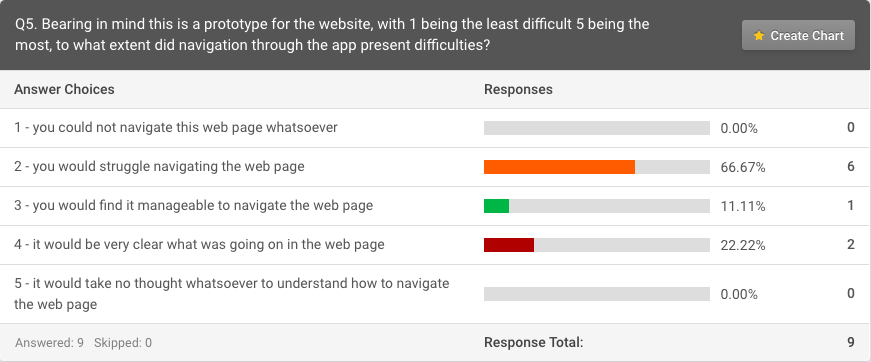 Q5. Bearing in mind this is a prototype for the website, with 1 being the least difficult 5 being the
most, to what extent did navigation through the app present difficulties?
Create Chart
Answer Choices Responses
1 - you could not navigate this web page whatsoever 0.00% 0
2 - you would struggle navigating the web page 66.67% 6
3 - you would find it manageable to navigate the web page 11.11% 1
4 - it would be very clear what was going on in the web page 22.22% 2
5 - it would take no thought whatsoever to understand how to navigate
the web page 0.00% 0
Answered: 9 Skipped: 0 Response Total: 9